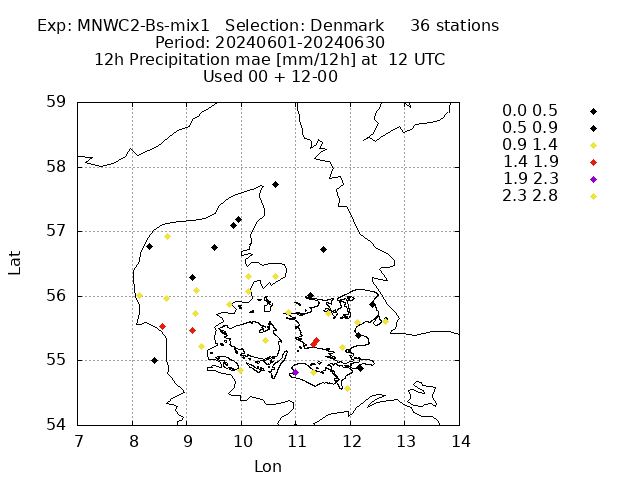 Exp: MNWC2-Bs-mix1 Selection: Denmark 36 stations
Period: 20240601-20240630
12h Precipitation mae [mm/12h] at 12 UTC
Used 00 + 12-00
0.0 0.5
0.5 0.9
0.9 1.4
1.4 1.9
1.9 2.3
2.3 2.8
59
58
57
56
55
54
Lat
7 8 9 10 11 12 13 14
Lon